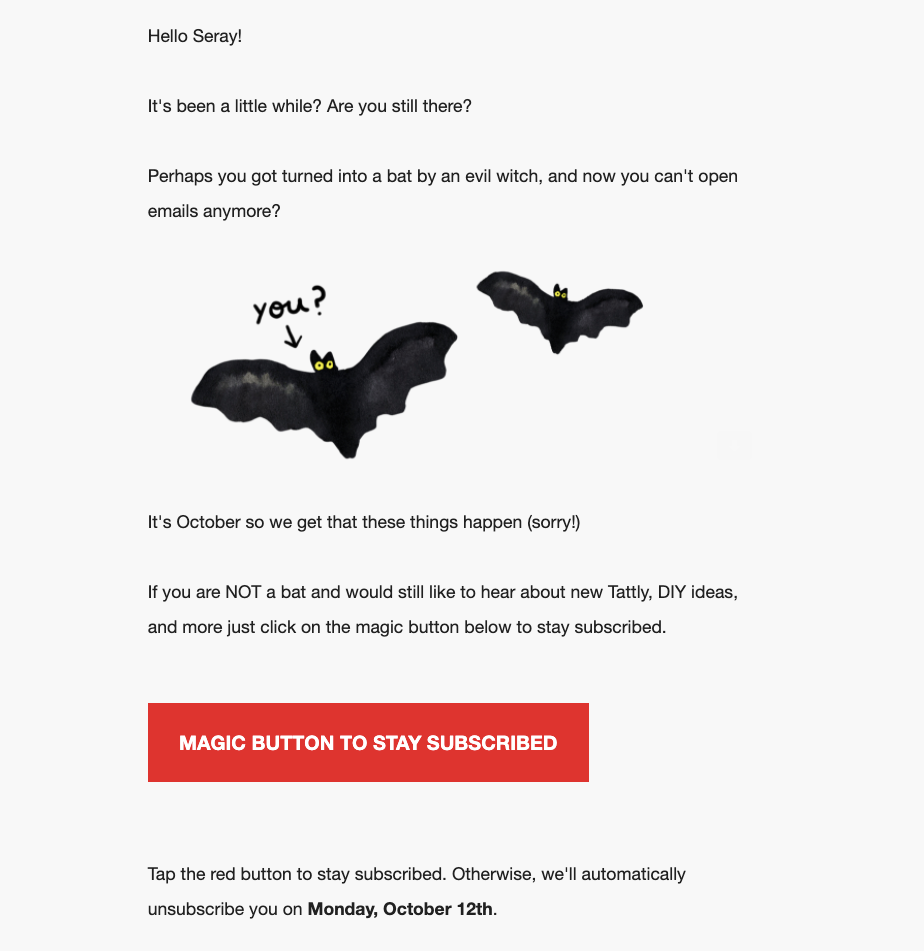 Hello Seray!
It's been a little while? Are you still there?
Perhaps you got turned into a bat by an evil witch, and now you can't open
emails anymore?
you?
It's October so we get that these things happen (sorry!)
If you are NOT a bat and would still like to hear about new Tattly, DIY ideas,
and more just click on the magic button below to stay subscribed.
MAGIC BUTTON TO STAY SUBSCRIBED
Tap the red button to stay subscribed. Otherwise, we'll automatically
unsubscribe you on Monday, October 12th.